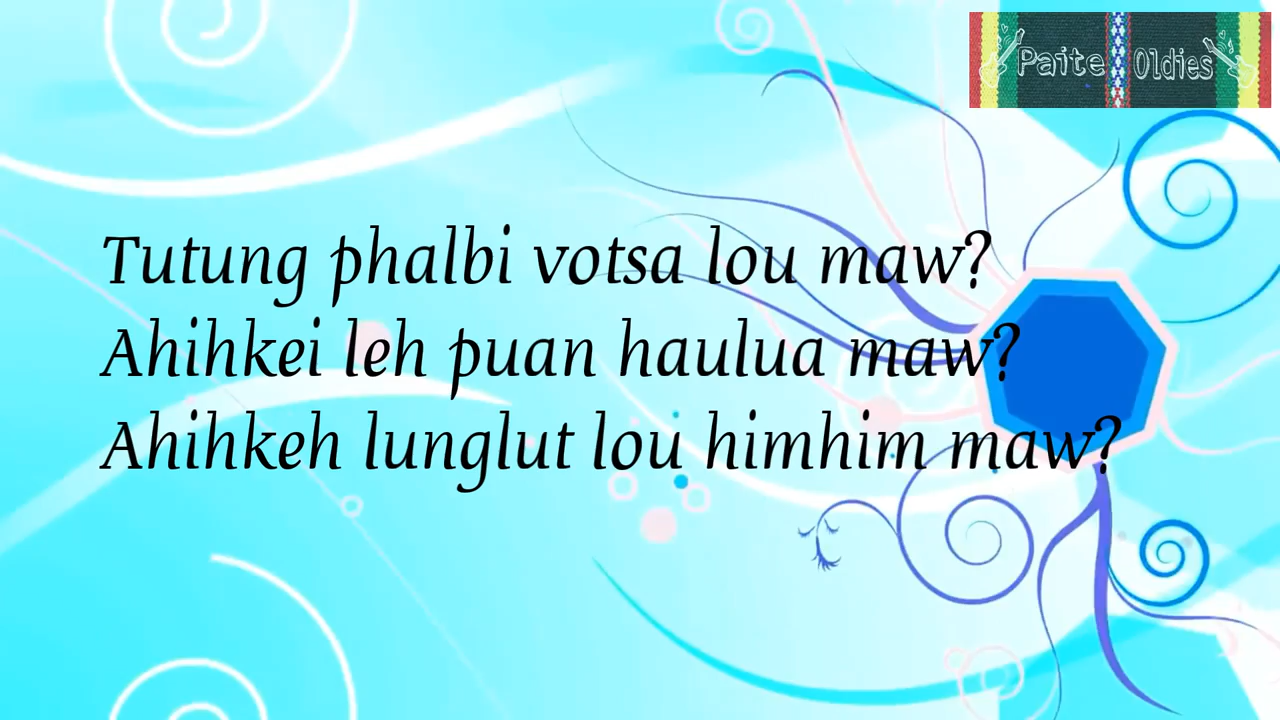 Paite Oldies
Tutung phalbi votsa lou maw?
Ahihkei leh puan haulua maw?
Ahihkeh lunglut lou himhim maw?